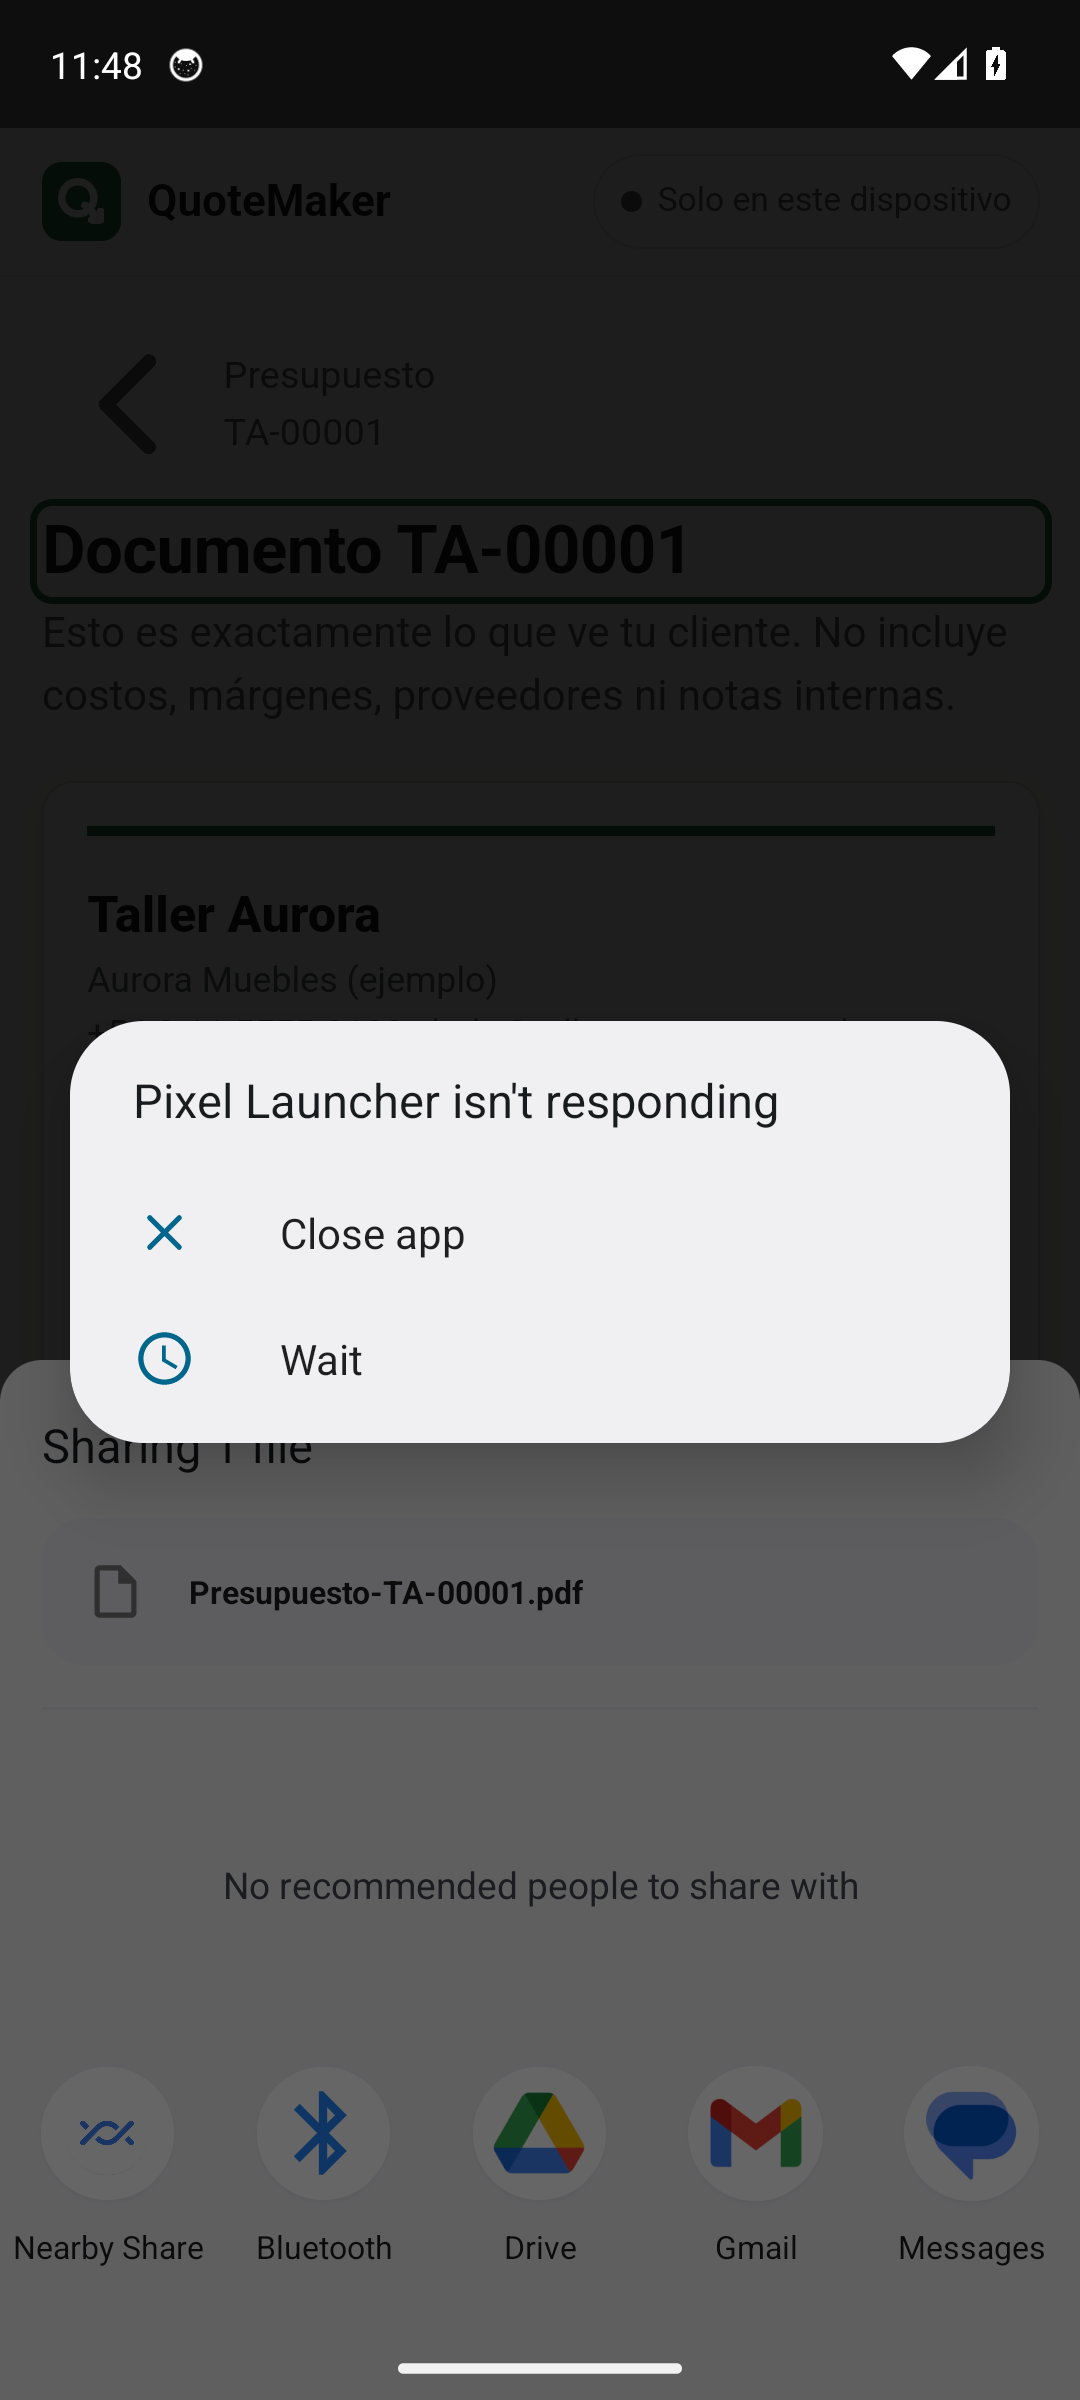 11:48
QuoteMaker
Solo en este dispositivo
Presupuesto
TA-00001
Documento TA-00001
Esto es exactamente lo que ve tu cliente. No incluye
costos, márgenes, proveedores ni notas internas.
Taller Aurora
Aurora Muebles (ejemplo)
Pixel Launcher isn't responding
Close app
Wait
Sharing 1 file
Presupuesto-TA-00001.pdf
No recommended people to share with
Nearby Share
Bluetooth
Drive
Gmail
Messages